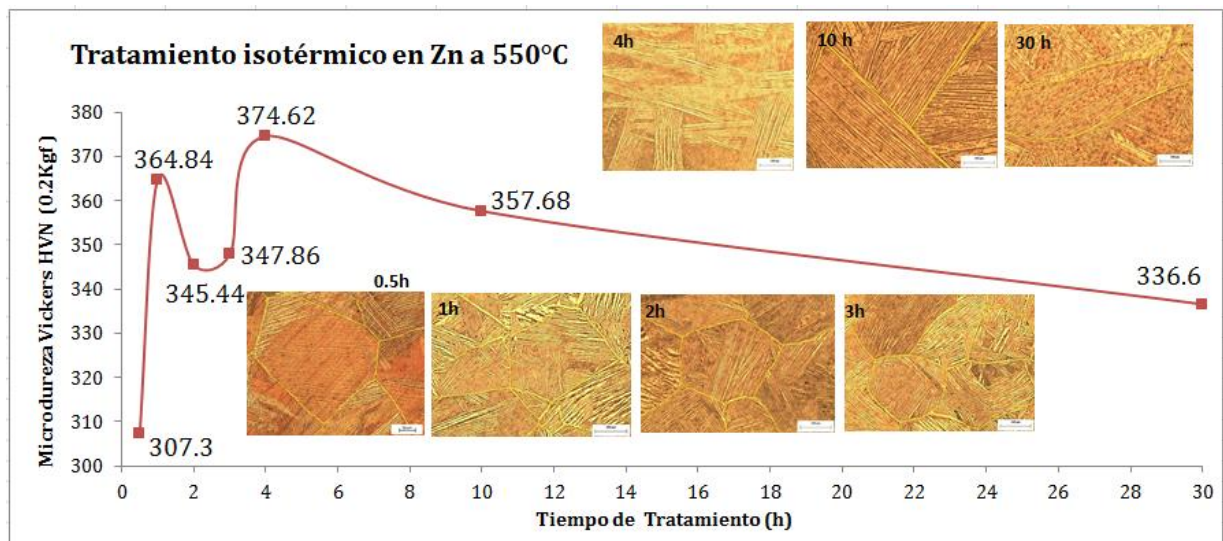 Tratamiento isotérmico en Zn a 550°C
4h
10 h
30 h
380
370
360
350
340
330
320
310
300
Microdureza Vickers HVN (0.2Kgf)
374.62
364.84
357.68
347.86
345.44
336.6
307.3
0.5h
1h
2h
3h
0 2 4 6 8 10 12 14 16 18 20 22 24 26 28 30
Tiempo de Tratamiento (h)